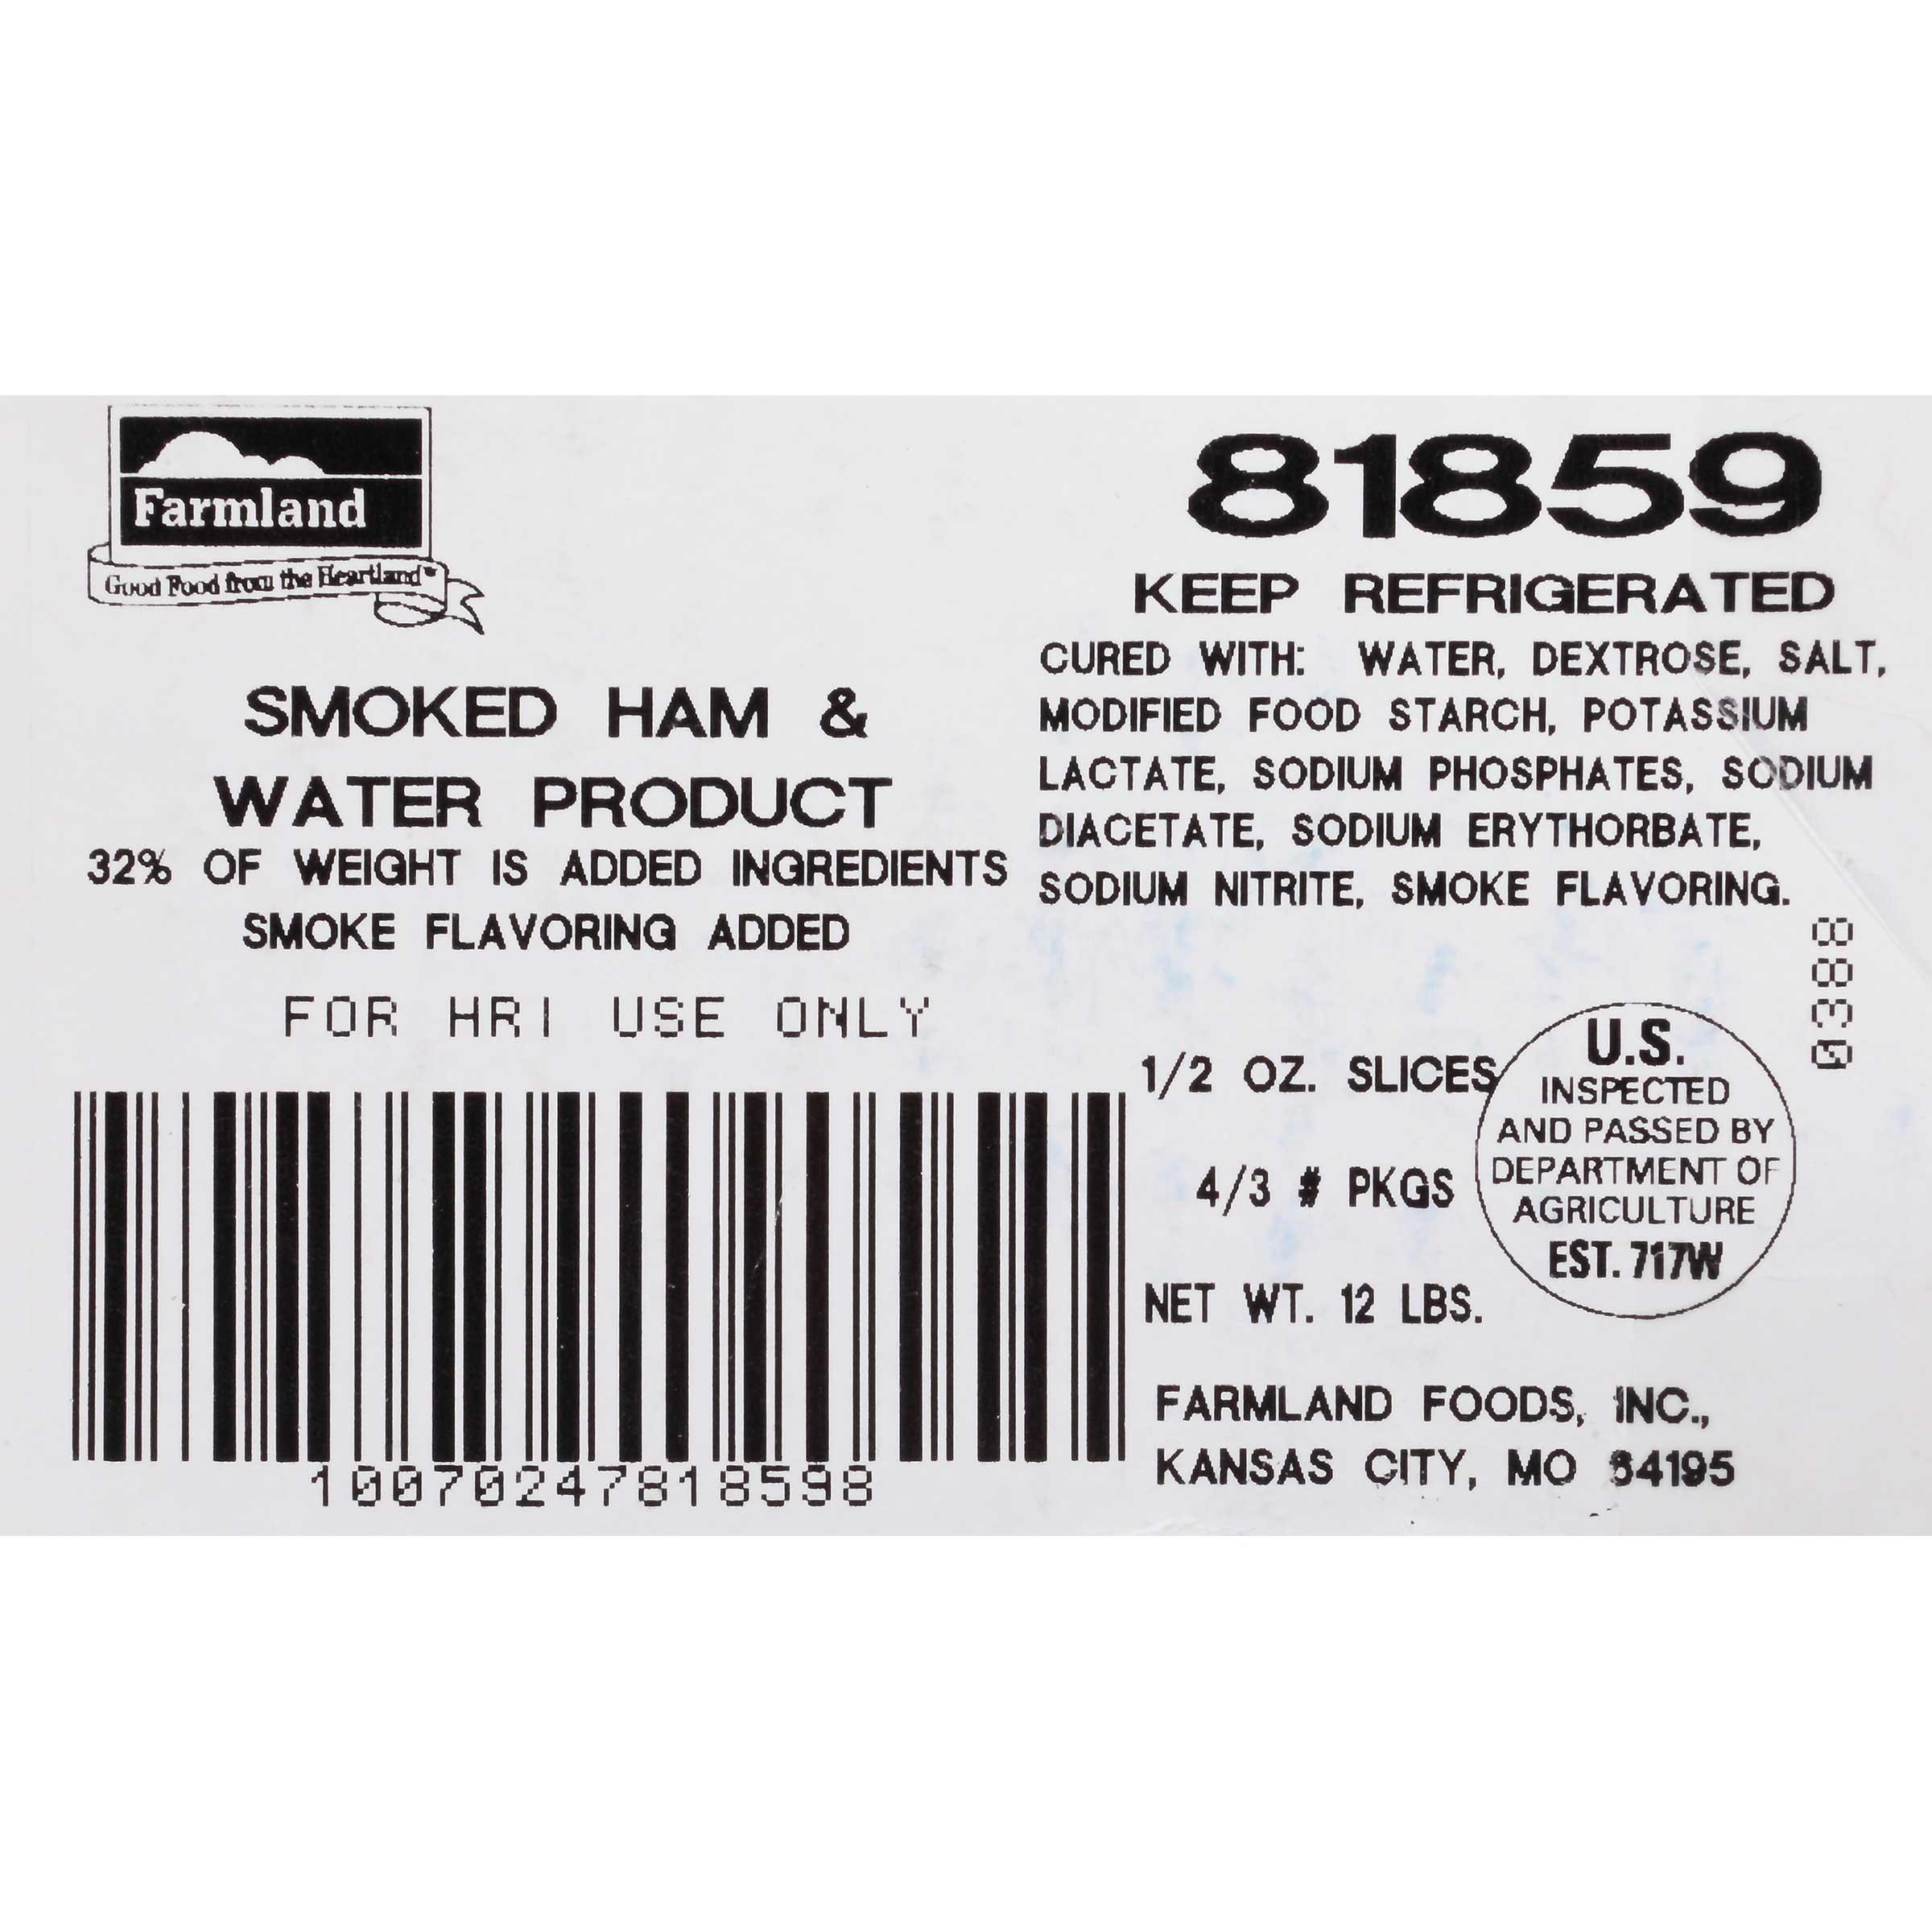 Farmland
Good Food from the Heartland™
SMOKED HAM &
WATER PRODUCT
32% OF WEIGHT IS ADDED INGREDIENTS
SMOKE FLAVORING ADDED
FOR HRI USE ONLY
10070247818598
81859
KEEP REFRIGERATED
CURED WITH: WATER, DEXTROSE, SALT,
MODIFIED FOOD STARCH, POTASSIUM
LACTATE, SODIUM PHOSPHATES, SODIUM
DIACETATE, SODIUM ERYTHORBATE,
SODIUM NITRITE, SMOKE FLAVORING.
0388
1/2 OZ. SLICES
4/3 # PKGS
NET WT. 12 LBS.
U.S.
INSPECTED
AND PASSED BY
DEPARTMENT OF
AGRICULTURE
EST. 717W
FARMLAND FOODS, INC.,
KANSAS CITY, MO 64195